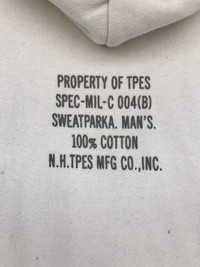 PROPERTY OF TPES
SPEC-MIL-C 004(B)
SWEATPARKA. MAN'S.
100% COTTON
N.H.TPES MFG CO.,INC.